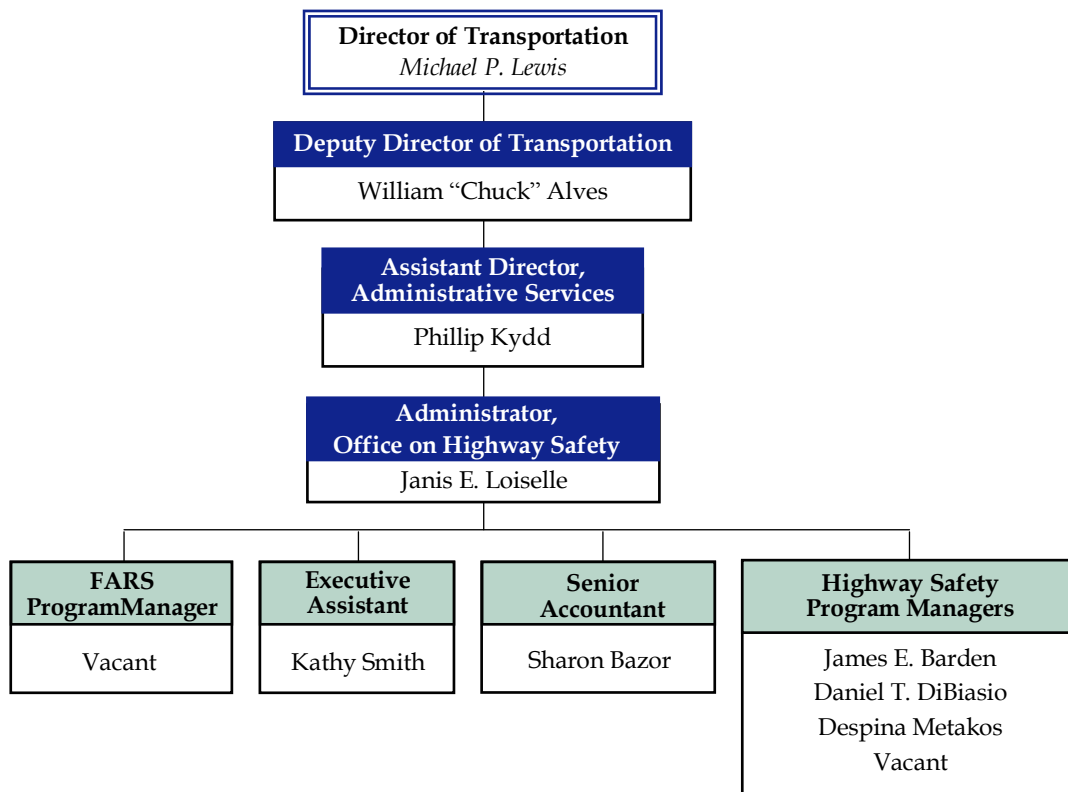 Director of Transportation
Michael P. Lewis
Deputy Director of Transportation
William “Chuck” Alves
Assistant Director,
Administrative Services
Phillip Kydd
Administrator,
Office on Highway Safety
Janis E. Loiselle
FARS
ProgramManager
Vacant
Executive
Assistant
Kathy Smith
Senior
Accountant
Sharon Bazor
Highway Safety
Program Managers
James E. Barden
Daniel T. DiBiasio
Despina Metakos
Vacant